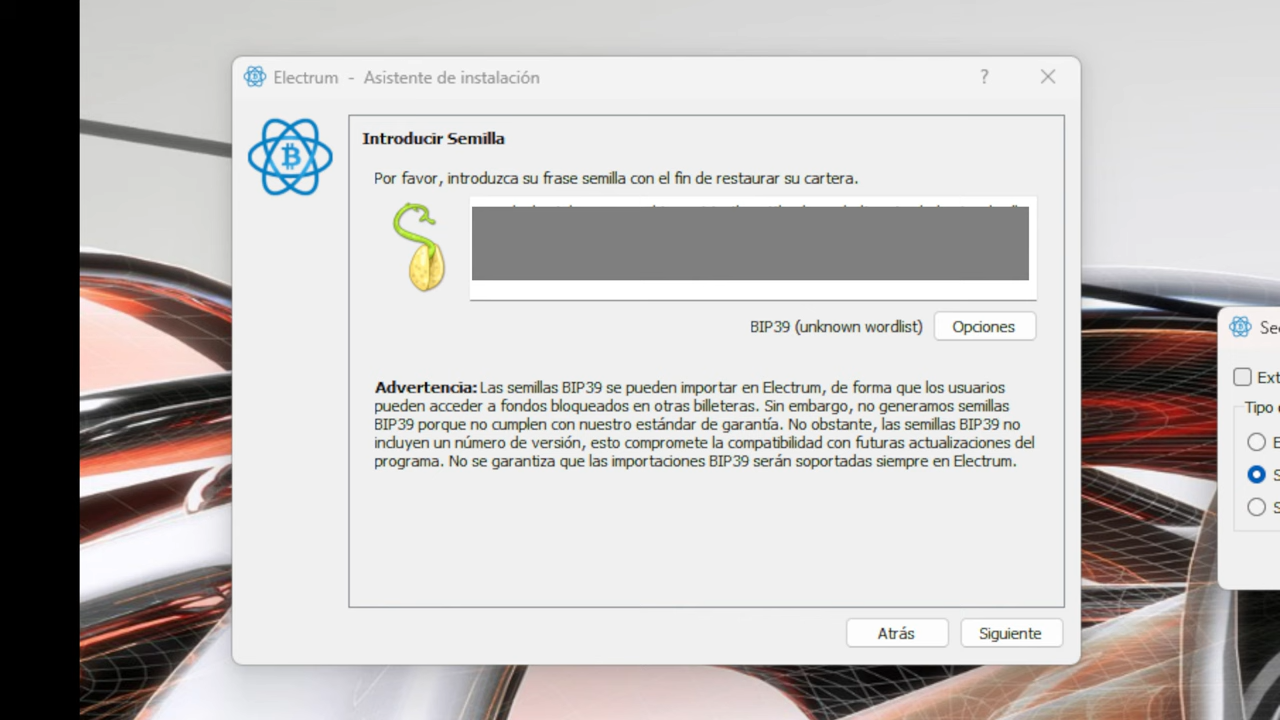 Electrum - Asistente de instalación
?
Introducir Semilla
Por favor, introduzca su frase semilla con el fin de restaurar su cartera.
BIP39 (unknown wordlist)
Opciones
Advertencia: Las semillas BIP39 se pueden importar en Electrum, de forma que los usuarios
pueden acceder a fondos bloqueados en otras billeteras. Sin embargo, no generamos semillas
BIP39 porque no cumplen con nuestro estándar de garantía. No obstante, las semillas BIP39 no
incluyen un número de versión, esto compromete la compatibilidad con futuras actualizaciones del
programa. No se garantiza que las importaciones BIP39 serán soportadas siempre en Electrum.
Atrás
Siguiente
Se
Ext
Tipo